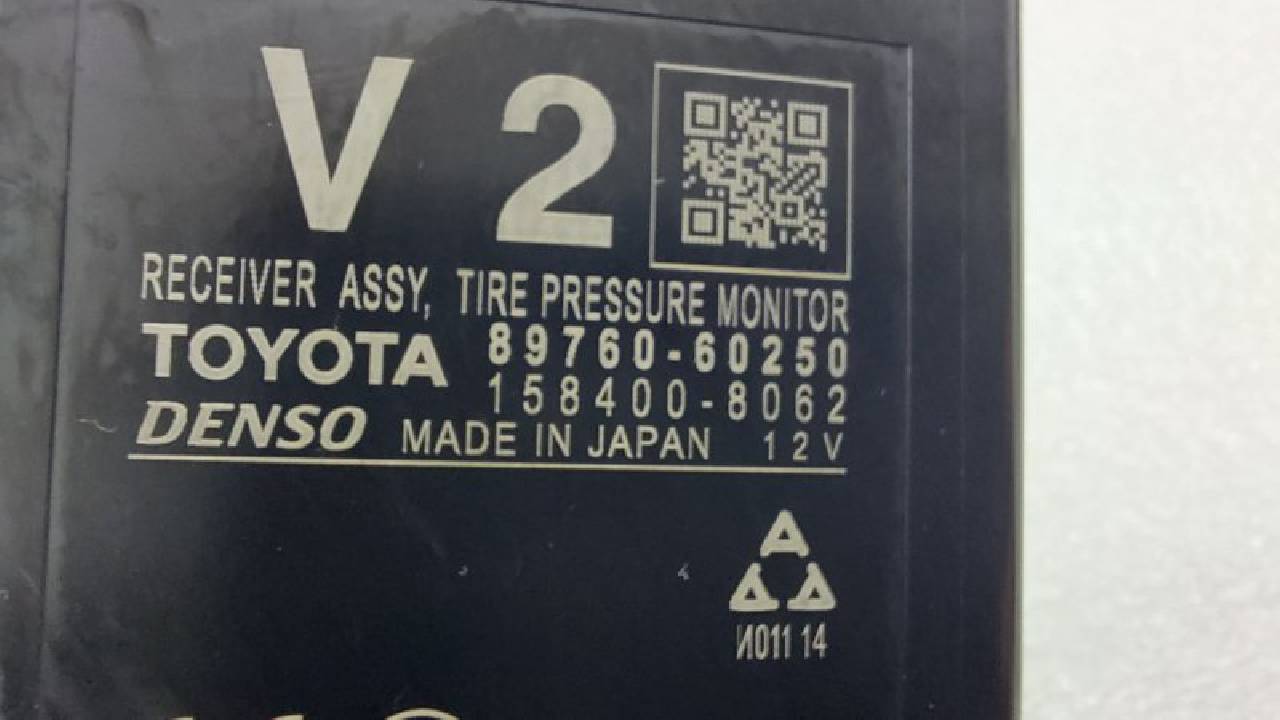 V 2
RECEIVER ASSY, TIRE PRESSURE MONITOR
TOYOTA 89760-60250
158400-8062
DENSO MADE IN JAPAN 12V
И011 14